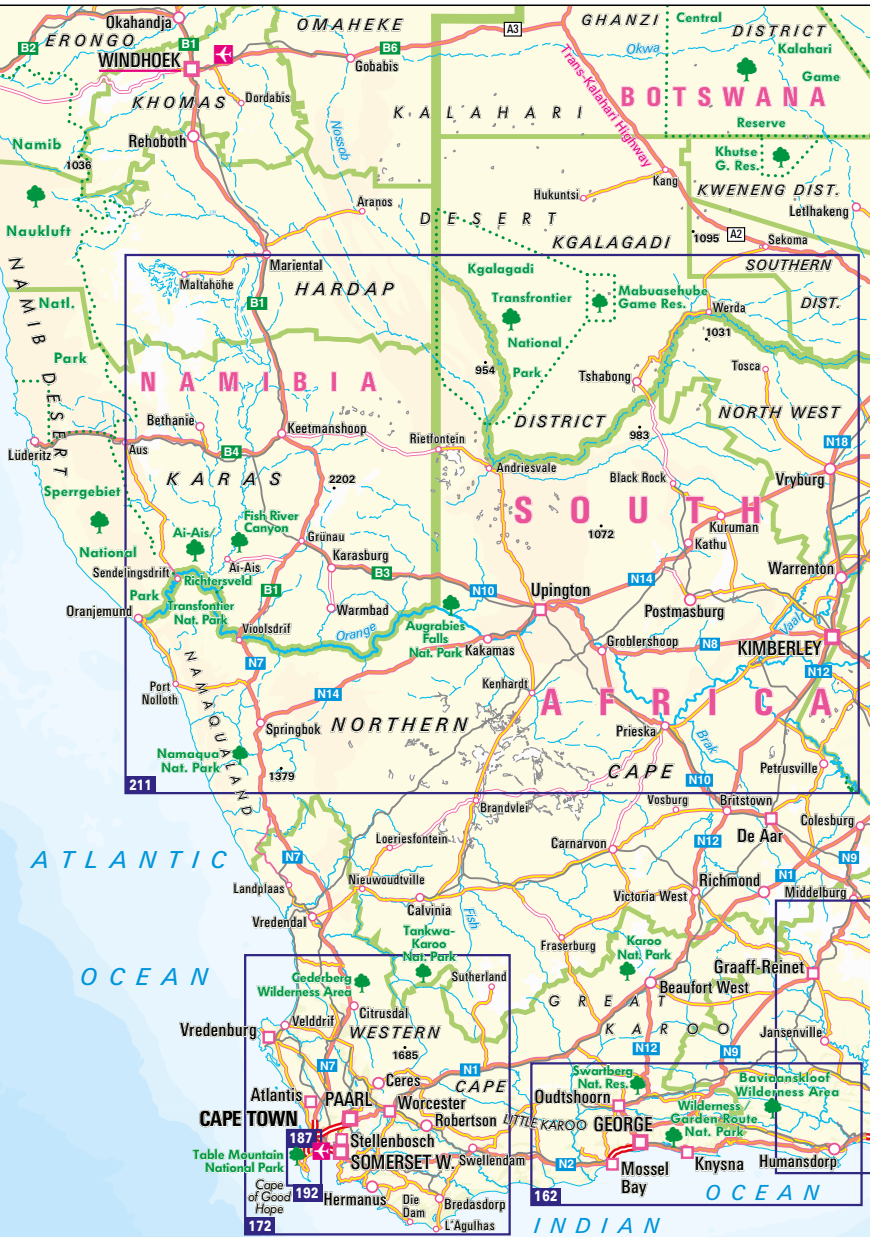 Okahandja
OMAHEKE
A3
GHANZI
Central
DISTRICT
Kalahari
Game
Reserve
B2
ERONGO
B1
WINDHOEK
B6
Gobabis
Okwa
Trans-Kalahari Highway
BOTSWANA
KHOMAS
Dordabis
KALAHARI
Namib
1036
Rehoboth
Nossob
Khutse
G. Res.
Kang
KWENENG DIST.
Hukuntsi
Letlhakeng
Naukluft
Aranos
DESERT
1095
A2
Sekoma
KGALAGADI
SOUTHERN
DIST.
NAMIB DESERT
Natl.
Park
Mariental
Maltahöhe
B1
HARDAP
Kgalagadi
Transfrontier
National
Park
Mabuasehube
Game Res.
Werda
1031
954
NAMIBIA
Tshabong
Tosca
DISTRICT
NORTH WEST
983
Bethanie
Keetmanshoop
Rietfontein
N18
Lüderitz
Aus
B4
Andriesvale
Black Rock
Vryburg
KARAS
2202
SOUTH
Sperrgebiet
National
Park
Fish River
Canyon
Ai-Ais/
Richtersveld
Transfontier
Nat. Park
1072
Kuruman
Kathu
Grünau
Ai-Ais
Karasburg
Sendelingsdrift
B3
B1
N10
Upington
N14
Warrenton
Oranjemund
Warmbad
Postmasburg
Vioolsdrif
Orange
Augrabies
Falls
Nat. Park
Vaal
Kakamas
Groblershoop
N8
KIMBERLEY
N7
NAMAQUALAND
Port
Nolloth
N14
Kenhardt
N12
AFRICA
Springbok
NORTHERN
Prieska
Brak
Namaqua
Nat. Park
1379
CAPE
N10
Petrusville
211
Brandvlei
Vosburg
Britstown
Colesburg
De Aar
ATLANTIC
N7
Loeriesfontein
Carnarvon
N12
N9
Landplaas
Nieuwoudtville
Richmond
N1
Middelburg
Calvinia
Victoria West
Vredendal
Fish
Tankwa-
Karoo
Nat. Park
Fraserburg
Karoo
Nat. Park
OCEAN
Cederberg
Wilderness Area
Sutherland
Graaff-Reinet
Beaufort West
Citrusdal
GREAT
KAROO
Velddrif
Vredenburg
WESTERN
Jansenville
1685
N12
N9
N7
N1
Swartberg
Nat. Res.
Baviaanskloof
Wilderness Area
Ceres
CAPE
Atlantis
PAARL
Worcester
Oudtshoorn
CAPE TOWN
Robertson
LITTLE KAROO
GEORGE
Wilderness
Garden Route
Nat. Park
187
Stellenbosch
Table Mountain
National Park
SOMERSET W.
Swellendam
N2
Mossel
Bay
Knysna
Humansdorp
Cape
of Good
Hope
192
Hermanus
Die
Dam
Bredasdorp
L'Agulhas
172
162
OCEAN
INDIAN